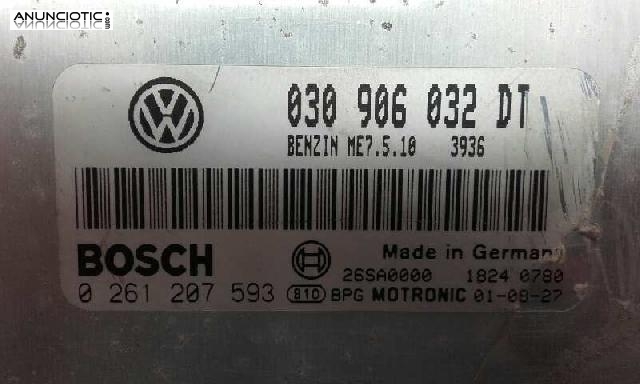 ANUNCIOTIC
030 906 032 DT
BENZIN ME7.5.10 3936
BOSCH
Made in Germany
26SA0000 1824 0780
0 261 207 593 810 BPG MOTRONIC 01-08-27